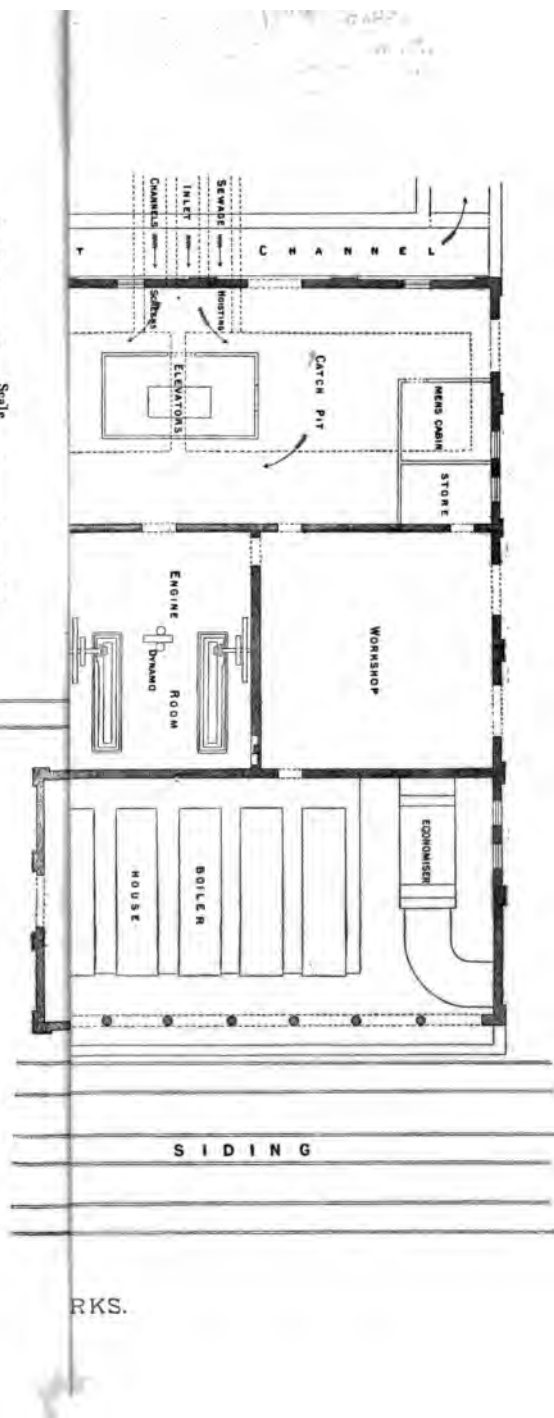 SEWAGE
INLET
CHANNELS
T CHANNEL
HOISTING
SCREENS
CATCH PIT
ELEVATORS
MENS CABIN
STORE
Scale
ENGINE ROOM
DYNAMO
WORKSHOP
BOILER
HOUSE
ECONOMISER
SIDING
RKS.